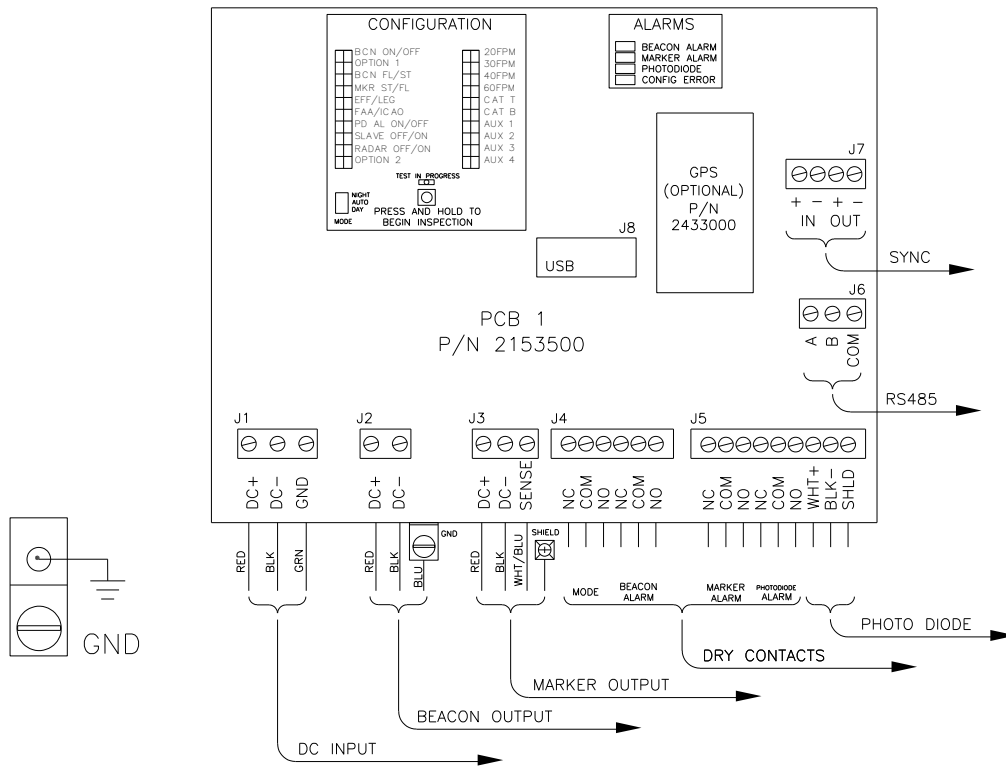 CONFIGURATION
BCN ON/OFF
OPTION 1
BCN FL/ST
MKR ST/FL
EFF/LEG
FAA/ICAO
PD AL ON/OFF
SLAVE OFF/ON
RADAR OFF/ON
OPTION 2
20FPM
30FPM
40FPM
60FPM
CAT T
CAT B
AUX 1
AUX 2
AUX 3
AUX 4
TEST IN PROGRESS
NIGHT
AUTO
DAY
MODE
PRESS AND HOLD TO
BEGIN INSPECTION
ALARMS
BEACON ALARM
MARKER ALARM
PHOTODIODE
CONFIG ERROR
GPS
(OPTIONAL)
P/N
2433000
J7
+ − + −
IN OUT
SYNC
J8
USB
J6
A B COM
RS485
PCB 1
P/N 2153500
J1
DC+ DC− GND
RED BLK GRN
J2
DC+ DC−
RED BLK BLU
GND
J3
DC+ DC− SENSE
RED BLK WHT/BLU
SHIELD
J4
NC COM NO NC COM NO
J5
NC COM NO NC COM NO WHT+ BLK− SHLD
MODE
BEACON
ALARM
MARKER
ALARM
PHOTODIODE
ALARM
PHOTO DIODE
DRY CONTACTS
MARKER OUTPUT
BEACON OUTPUT
DC INPUT
GND